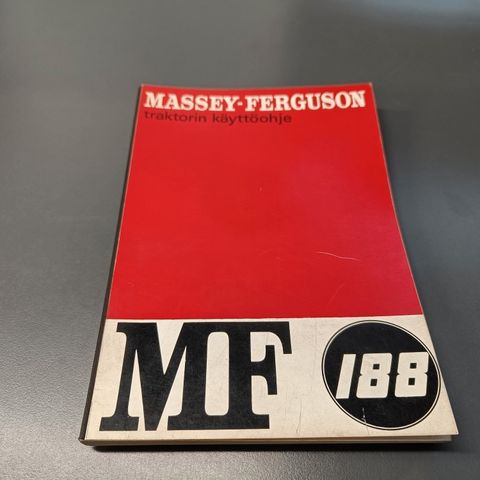 MASSEY-FERGUSON
traktorin käyttöohje
MF 188